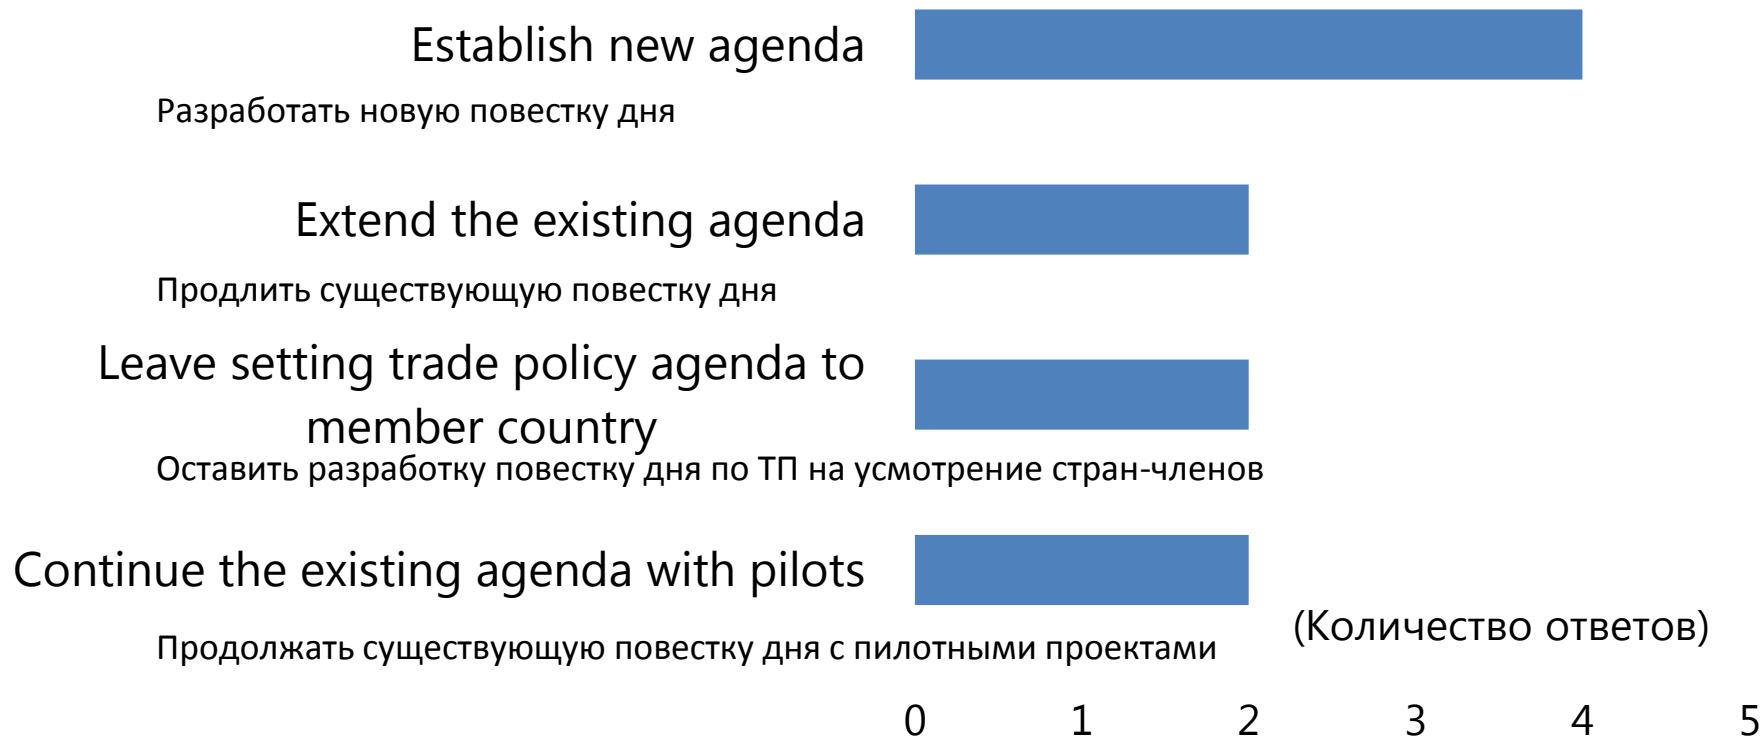 Establish new agenda
Разработать новую повестку дня
Extend the existing agenda
Продлить существующую повестку дня
Leave setting trade policy agenda to
member country
Оставить разработку повестку дня по ТП на усмотрение стран-членов
Continue the existing agenda with pilots
(Количество ответов)
Продолжать существующую повестку дня с пилотными проектами
0 1 2 3 4 5